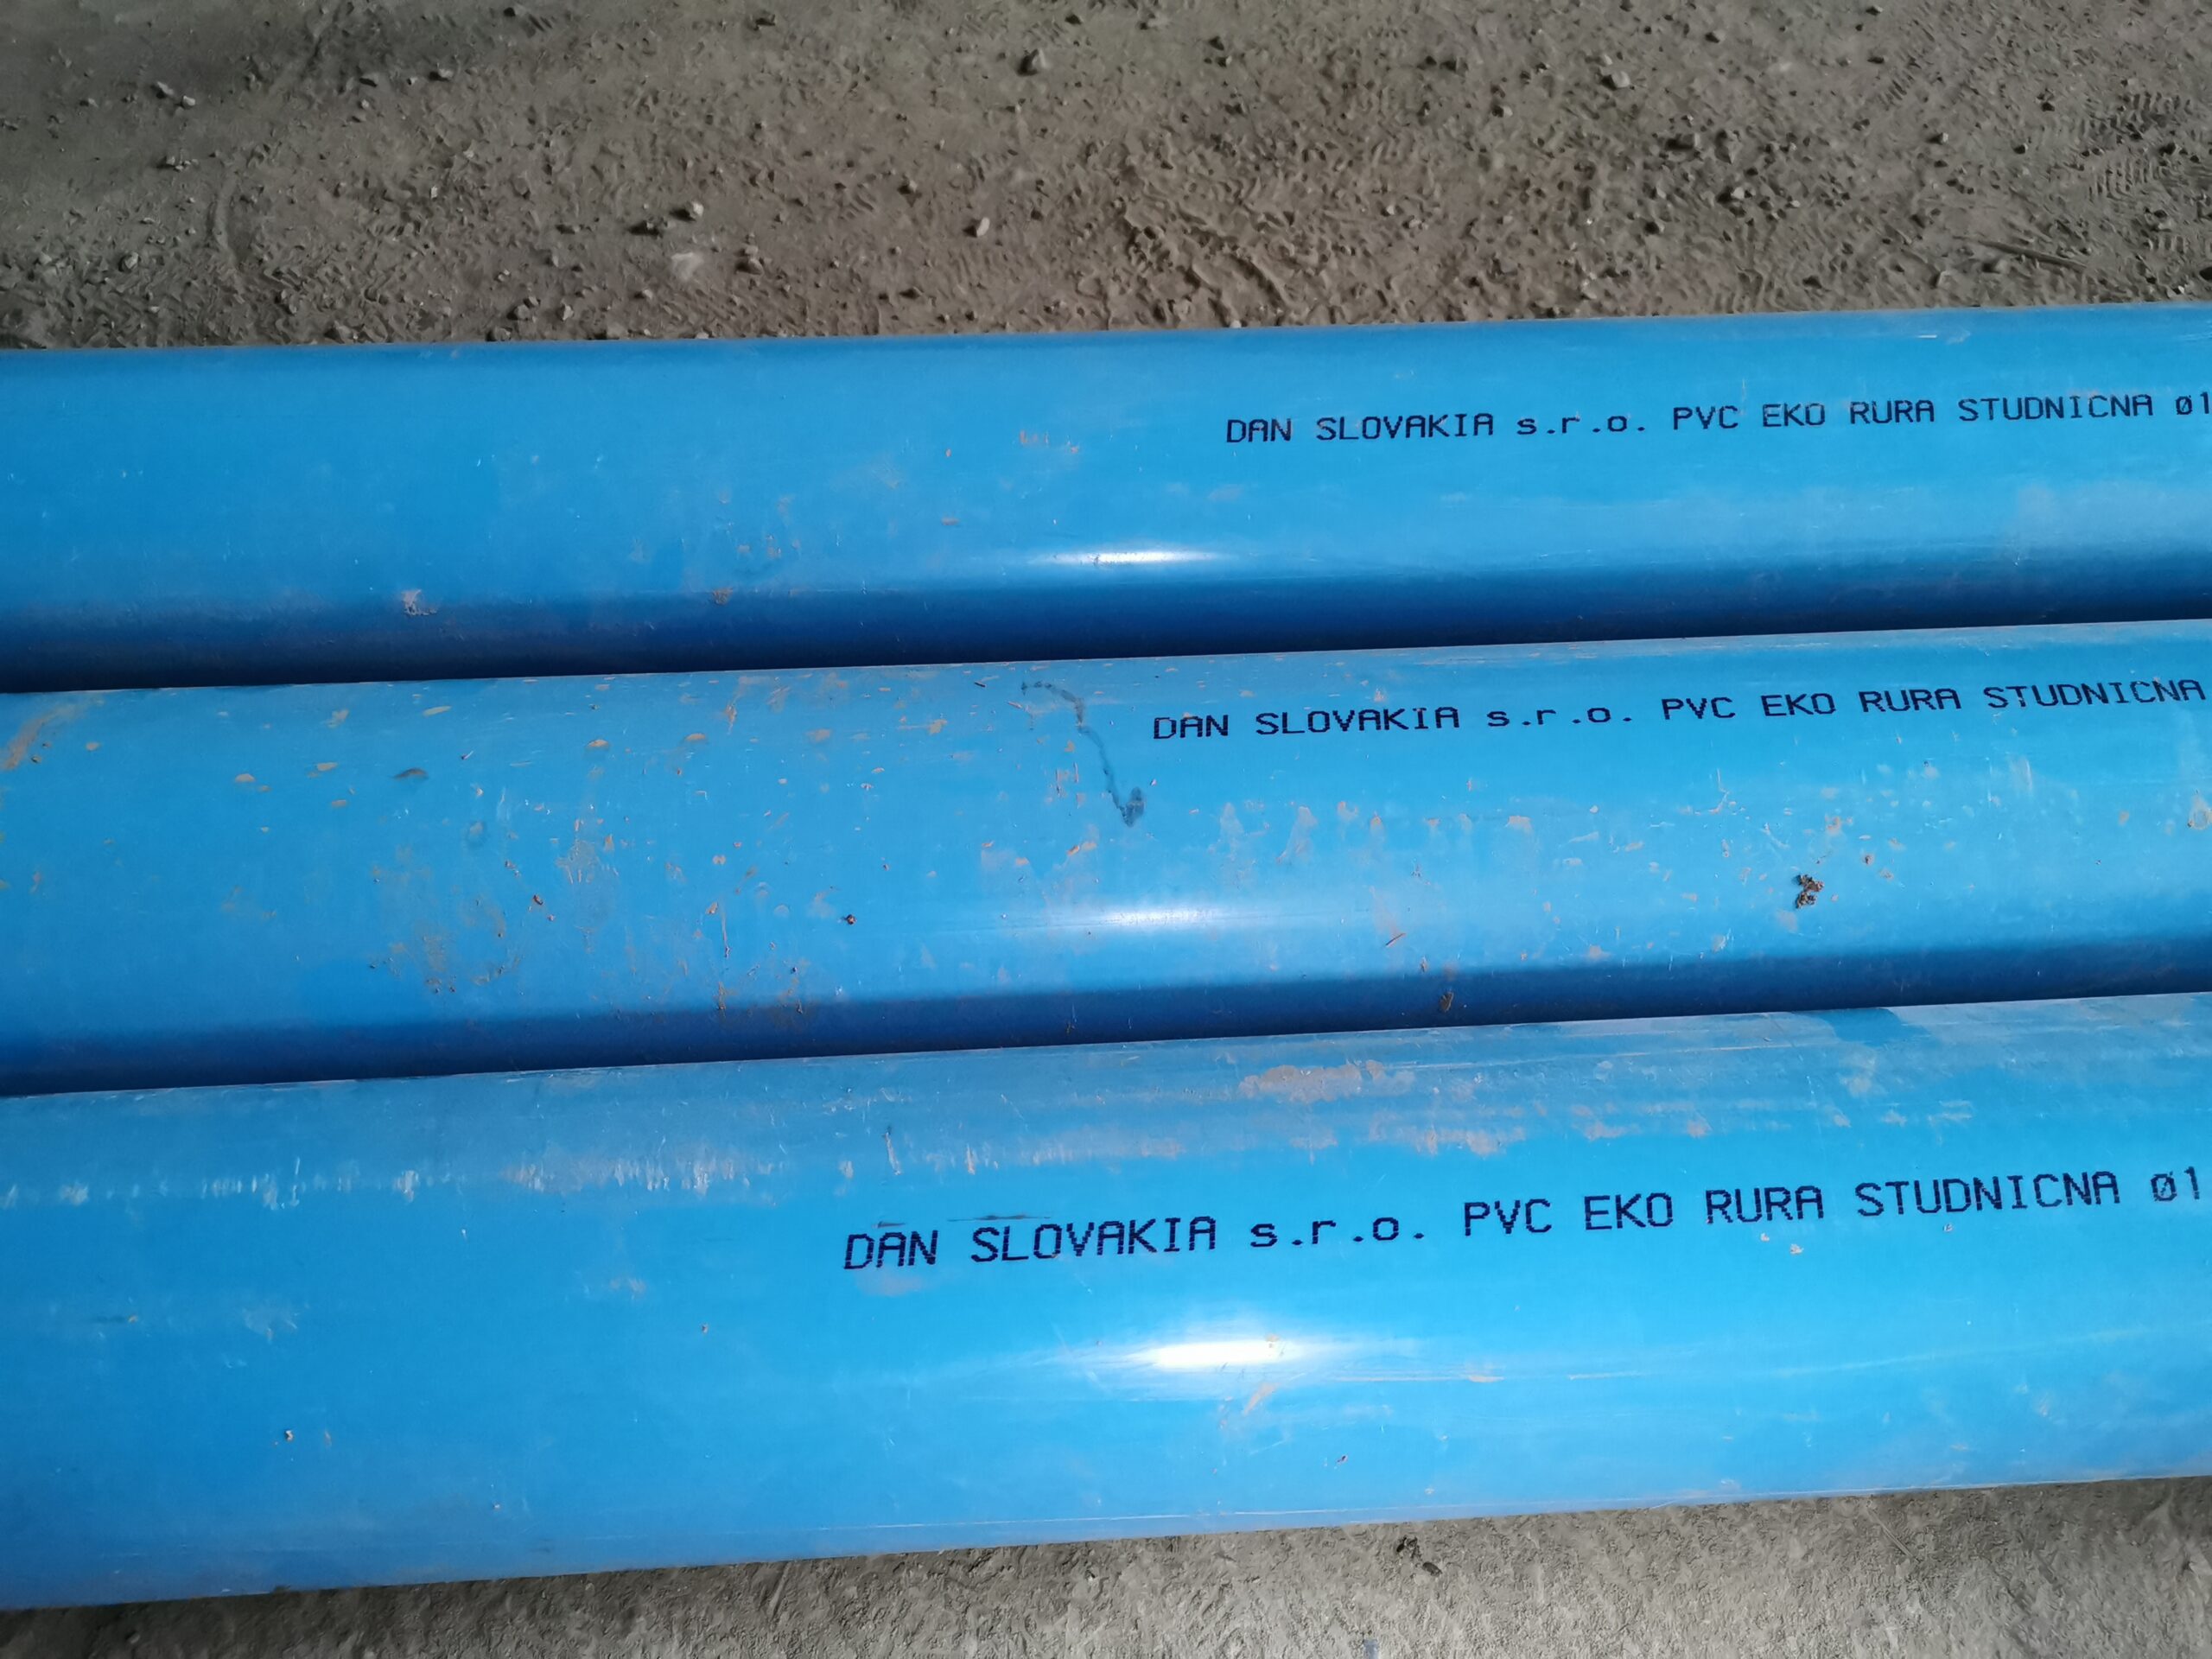 DAN SLOVAKIA s.r.o. PVC EKO RURA STUDNICNA ø1
DAN SLOVAKIA s.r.o. PVC EKO RURA STUDNICNA
DAN SLOVAKIA s.r.o. PVC EKO RURA STUDNICNA ø1